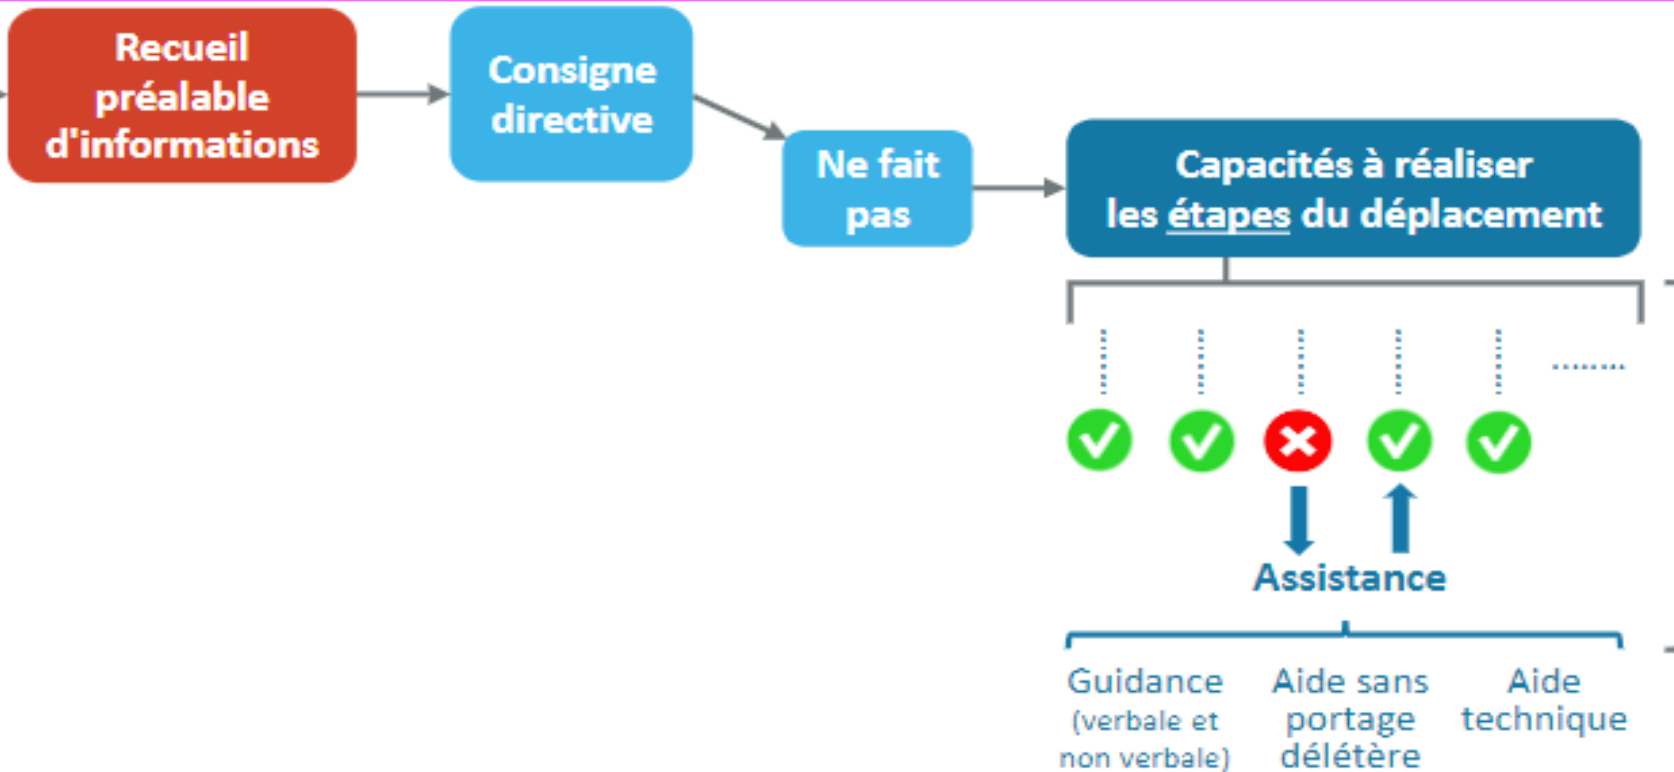 Recueil
préalable
d'informations
Consigne
directive
Ne fait
pas
Capacités à réaliser
les étapes du déplacement
Assistance
Guidance
(verbale et
non verbale)
Aide sans
portage
délétère
Aide
technique